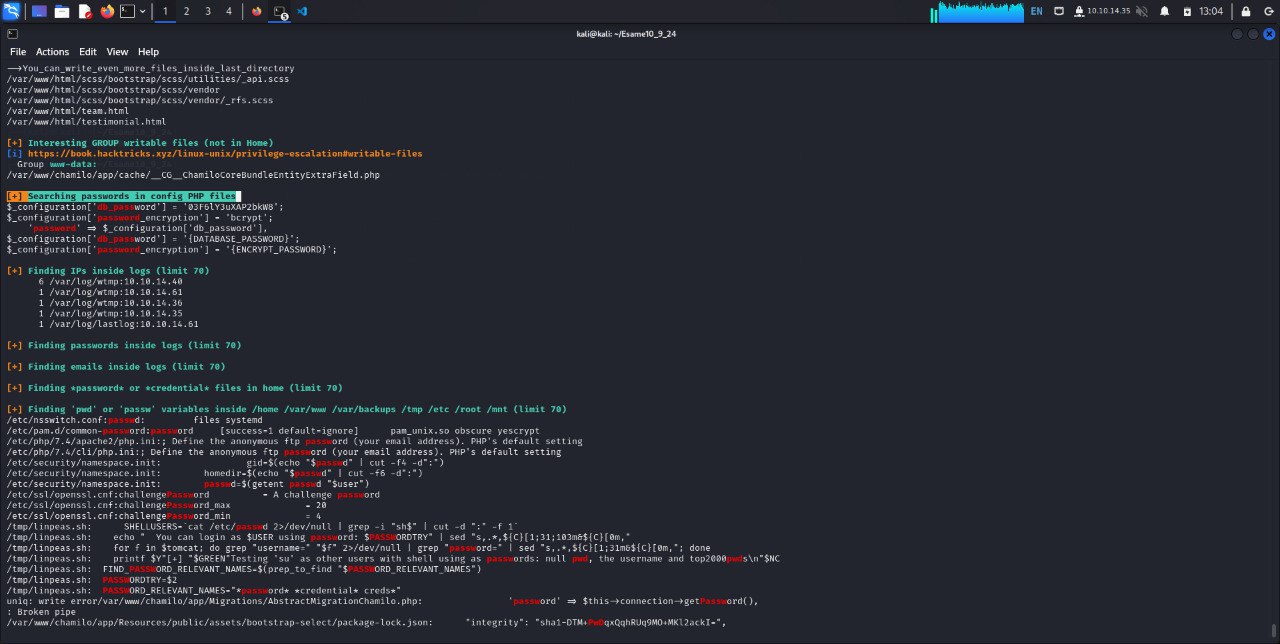 1 2 3 4 5 EN 10.10.14.35 13:04
kali@kali: ~/Esame10_9_24
File Actions Edit View Help
─>You_can_write_even_more_files_inside_last_directory
/var/www/html/scss/bootstrap/scss/utilities/_api.scss
/var/www/html/scss/bootstrap/scss/vendor
/var/www/html/scss/bootstrap/scss/vendor/_rfs.scss
/var/www/html/team.html
/var/www/html/testimonial.html
[+] Interesting GROUP writable files (not in Home)
[i] https://book.hacktricks.xyz/linux-unix/privilege-escalation#writable-files
Group www-data:
/var/www/chamilo/app/cache/__CG__ChamiloCoreBundleEntityExtraField.php
[+] Searching passwords in config PHP files
$_configuration['db_password'] = '03F6lY3uXAP2bkW8';
$_configuration['password_encryption'] = 'bcrypt';
'password' => $_configuration['db_password'],
$_configuration['db_password'] = '{DATABASE_PASSWORD}';
$_configuration['password_encryption'] = '{ENCRYPT_PASSWORD}';
[+] Finding IPs inside logs (limit 70)
6 /var/log/wtmp:10.10.14.40
1 /var/log/wtmp:10.10.14.61
1 /var/log/wtmp:10.10.14.36
1 /var/log/wtmp:10.10.14.35
1 /var/log/lastlog:10.10.14.61
[+] Finding passwords inside logs (limit 70)
[+] Finding emails inside logs (limit 70)
[+] Finding *password* or *credential* files in home (limit 70)
[+] Finding 'pwd' or 'passw' variables inside /home /var/www /var/backups /tmp /etc /root /mnt (limit 70)
/etc/nsswitch.conf:passwd: files systemd
/etc/pam.d/common-password:password [success=1 default=ignore] pam_unix.so obscure yescrypt
/etc/php/7.4/apache2/php.ini:; Define the anonymous ftp password (your email address). PHP's default setting
/etc/php/7.4/cli/php.ini:; Define the anonymous ftp password (your email address). PHP's default setting
/etc/security/namespace.init: gid=$(echo "$passwd" | cut -f4 -d":")
/etc/security/namespace.init: homedir=$(echo "$passwd" | cut -f6 -d":")
/etc/security/namespace.init: passwd=$(getent passwd "$user")
/etc/ssl/openssl.cnf:challengePassword = A challenge password
/etc/ssl/openssl.cnf:challengePassword_max = 20
/etc/ssl/openssl.cnf:challengePassword_min = 4
/tmp/linpeas.sh: SHELLUSERS=`cat /etc/passwd 2>/dev/null | grep -i "sh$" | cut -d ":" -f 1`
/tmp/linpeas.sh: echo " You can login as $USER using password: $PASSWORDTRY" | sed "s,.*,${C}[1;31;103m&${C}[0m,"
/tmp/linpeas.sh: for f in $tomcat; do grep "username=" "$f" 2>/dev/null | grep "password=" | sed "s,.*,${C}[1;31m&${C}[0m,"; done
/tmp/linpeas.sh: printf $Y"[+] "$GREEN"Testing 'su' as other users with shell using as passwords: null pwd, the username and top2000pwds\n"$NC
/tmp/linpeas.sh: FIND_PASSWORD_RELEVANT_NAMES=$(prep_to_find "$PASSWORD_RELEVANT_NAMES")
/tmp/linpeas.sh: PASSWORDTRY=$2
/tmp/linpeas.sh: PASSWORD_RELEVANT_NAMES="*password* *credential* creds*"
uniq: write error/var/www/chamilo/app/Migrations/AbstractMigrationChamilo.php: 'password' => $this->connection->getPassword(),
: Broken pipe
/var/www/chamilo/app/Resources/public/assets/bootstrap-select/package-lock.json: "integrity": "sha1-DTM+PwDqxQqhRUq9MO+MKl2ackI=",